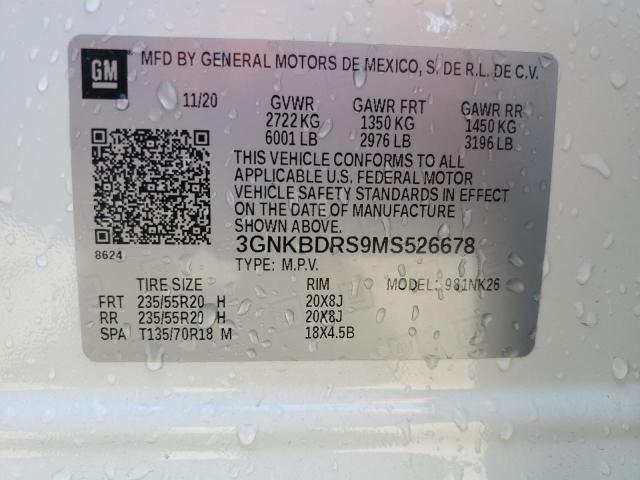 GM
MFD BY GENERAL MOTORS DE MEXICO, S. DE R.L. DE C.V.
11/20 GVWR GAWR FRT GAWR RR
2722 KG 1350 KG 1450 KG
6001 LB 2976 LB 3196 LB
THIS VEHICLE CONFORMS TO ALL
APPLICABLE U.S. FEDERAL MOTOR
VEHICLE SAFETY STANDARDS IN EFFECT
ON THE DATE OF MANUFACTURE
SHOWN ABOVE.
8624
3GNKBDRS9MS526678
TYPE: M.P.V. MODEL: 981NK26
TIRE SIZE RIM
FRT 235/55R20 H 20X8J
RR 235/55R20 H 20X8J
SPA T135/70R18 M 18X4.5B